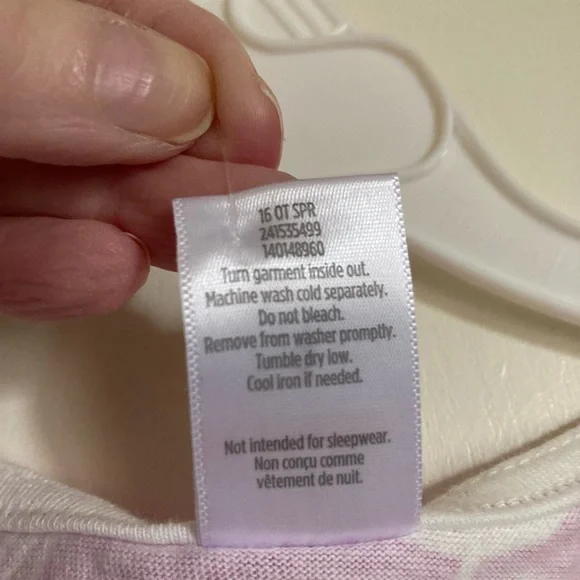 16 OT SPR
241535499
140148960
Turn garment inside out.
Machine wash cold separately.
Do not bleach.
Remove from washer promptly.
Tumble dry low.
Cool iron if needed.
Not intended for sleepwear.
Non conçu comme
vêtement de nuit.